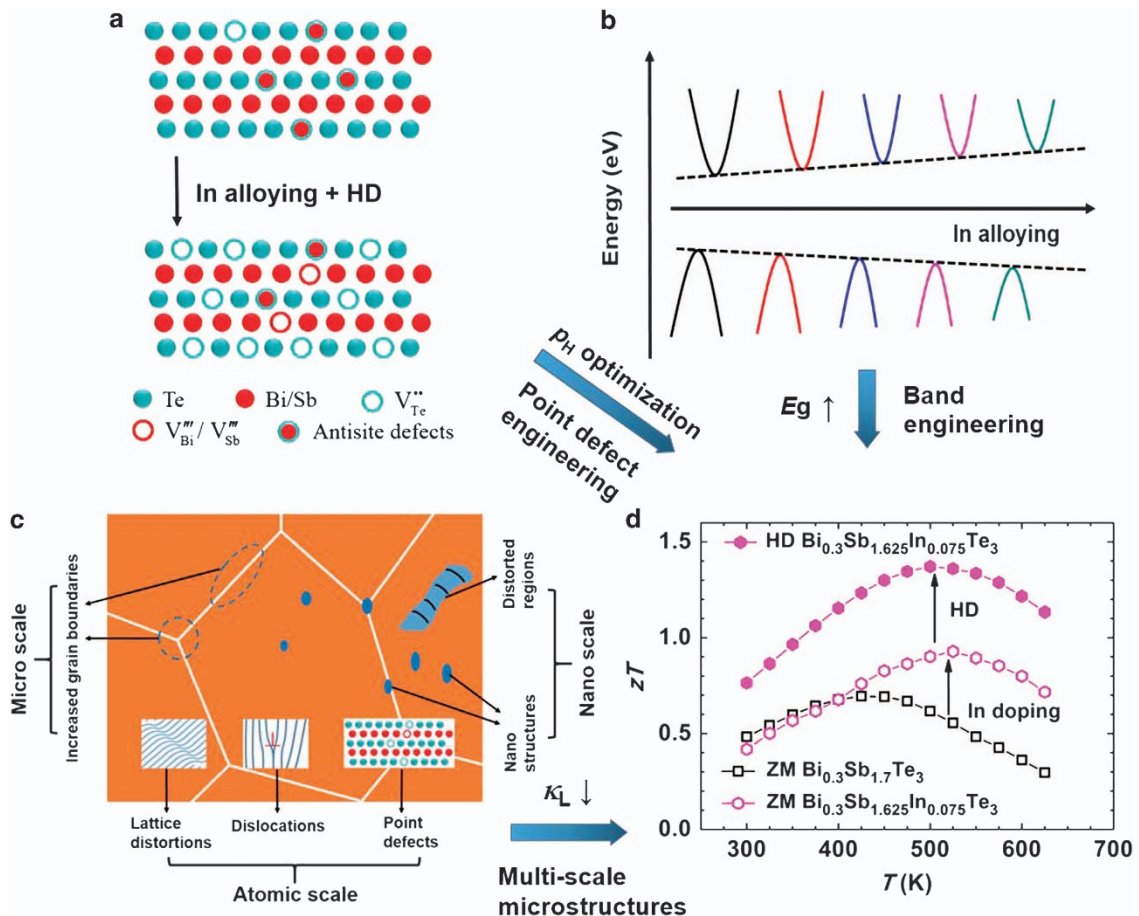 a
In alloying + HD
Te
Bi/Sb
V••Te
V‴Bi / V‴Sb
Antisite defects
b
Energy (eV)
In alloying
pH optimization
Point defect
engineering
Eg ↑
Band
engineering
c
Micro scale
Increased grain boundaries
Distorted
regions
Nano
structures
Nano scale
Lattice
distortions
Dislocations
Point
defects
Atomic scale
κL ↓
Multi-scale
microstructures
d
zT
1.5
1.0
0.5
0.0
HD Bi0.3Sb1.625In0.075Te3
HD
In doping
ZM Bi0.3Sb1.7Te3
ZM Bi0.3Sb1.625In0.075Te3
300 400 500 600 700
T (K)